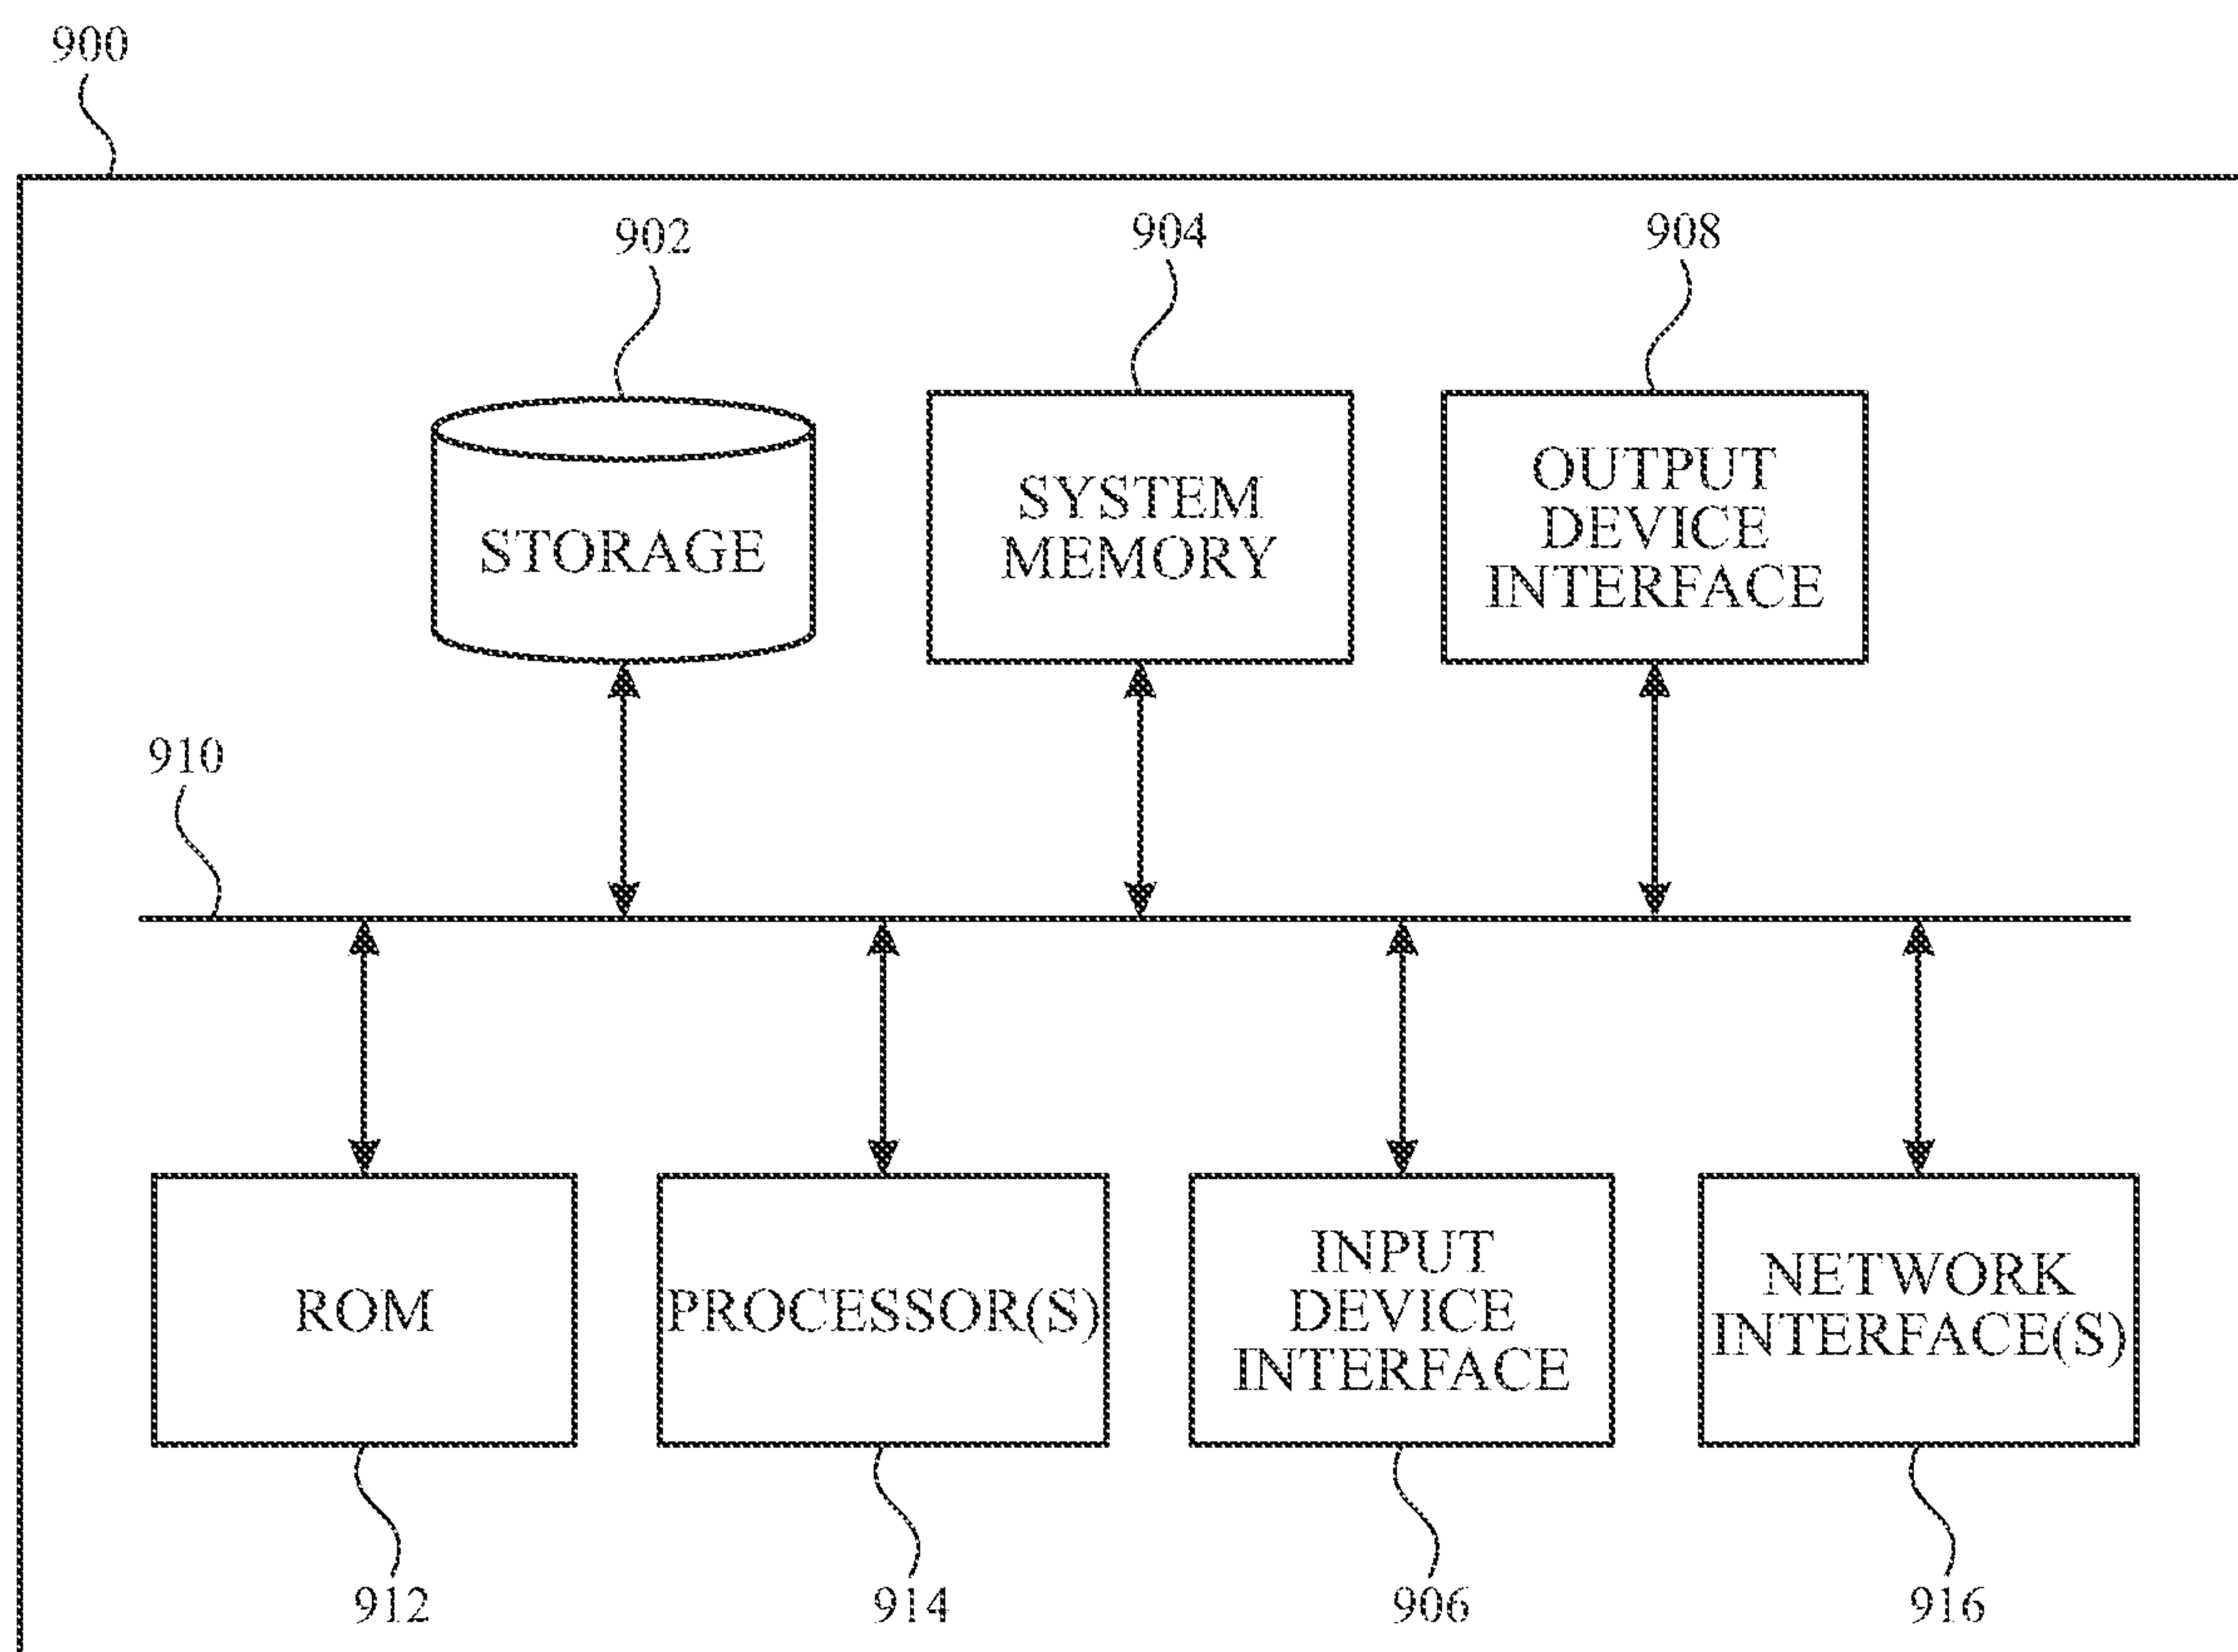 900
902
904
908
STORAGE
SYSTEM
MEMORY
OUTPUT
DEVICE
INTERFACE
910
ROM
PROCESSOR(S)
INPUT
DEVICE
INTERFACE
NETWORK
INTERFACE(S)
912
914
906
916